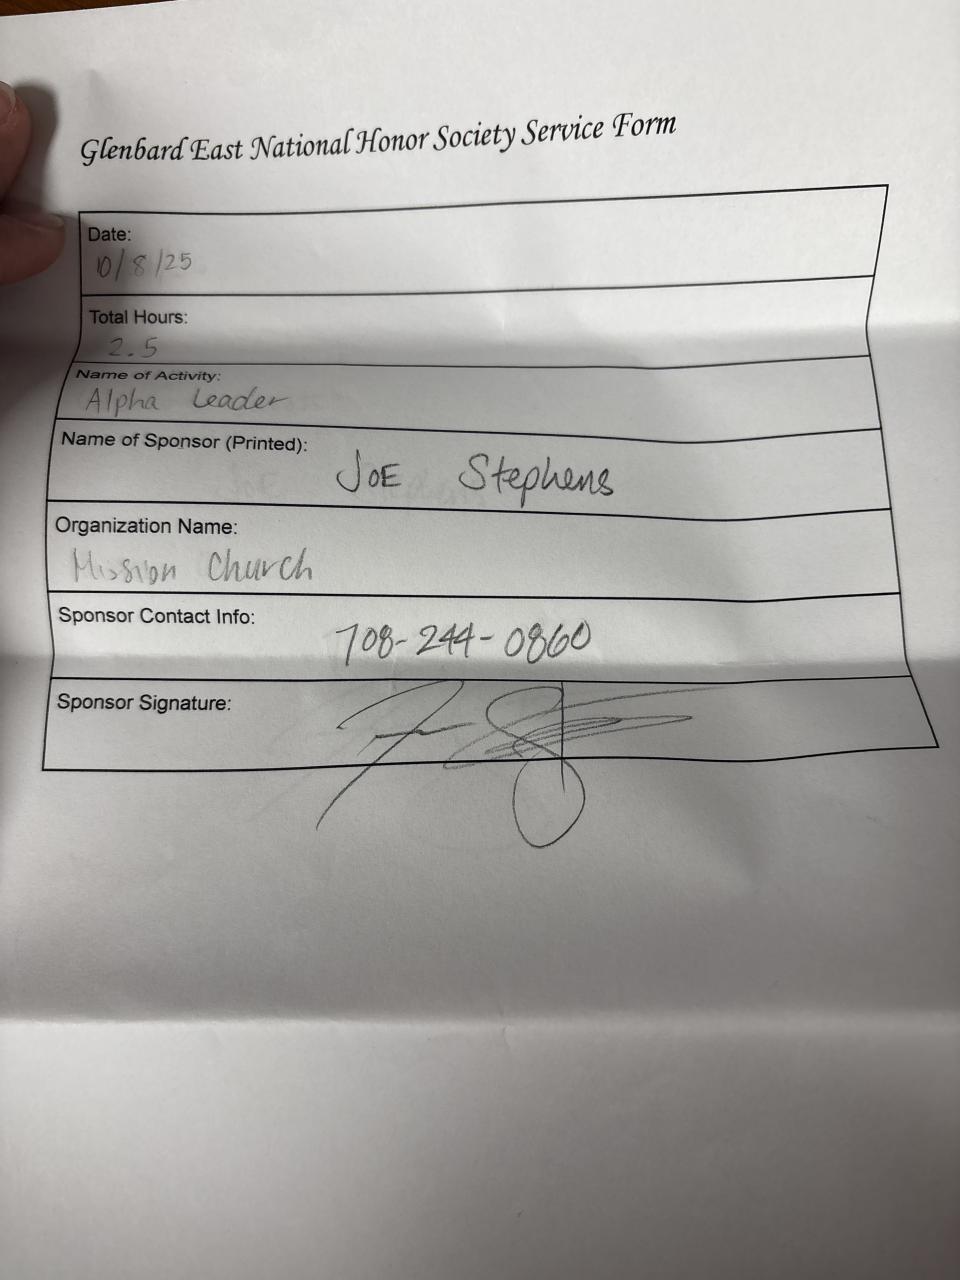 Glenbard East National Honor Society Service Form
Date:
10/8/25
Total Hours:
2.5
Name of Activity:
Alpha Leader
Name of Sponsor (Printed):
JOE Stephens
Organization Name:
Mission Church
Sponsor Contact Info:
708-244-0860
Sponsor Signature: